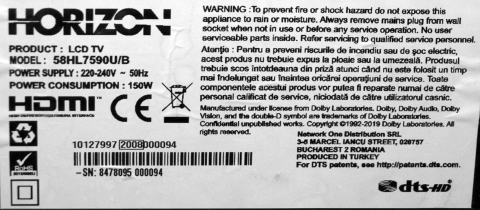 HORIZON
PRODUCT : LCD TV
MODEL : 58HL7590U/B
POWER SUPPLY : 220-240V ~ 50Hz
POWER CONSUMPTION : 150W
HDMI
WARNING : To prevent fire or shock hazard do not expose this
appliance to rain or moisture. Always remove mains plug from wall
socket when not in use or before any service operation. No user
serviceable parts inside. Refer servicing to qualified service personnel.
Atenţie : Pentru a preveni riscurile de incendiu sau de şoc electric,
acest produs nu trebuie expus la ploaie sau la umezeală. Produsul
trebuie scos întotdeauna din priză atunci când nu este folosit un timp
mai îndelungat sau înaintea oricărei operaţiuni de service. Toate
componentele acestui produs vor putea fi reparate numai de către
personal calificat de service, niciodată de către utilizatorul casnic.
CE
Manufactured under license from Dolby Laboratories. Dolby, Dolby Audio, Dolby
Vision, and the double-D symbol are trademarks of Dolby Laboratories.
Confidential unpublished works. Copyright ©1992-2019 Dolby Laboratories. All
rights reserved.
Network One Distribution SRL
3-5 MARCEL IANCU STREET, 020757
BUCHAREST 2 ROMANIA
PRODUCED IN TURKEY
For DTS patents, see http://patents.dts.com.
10127997 2008000094
-SN: 8478095 000094
RoHS
dts-HD